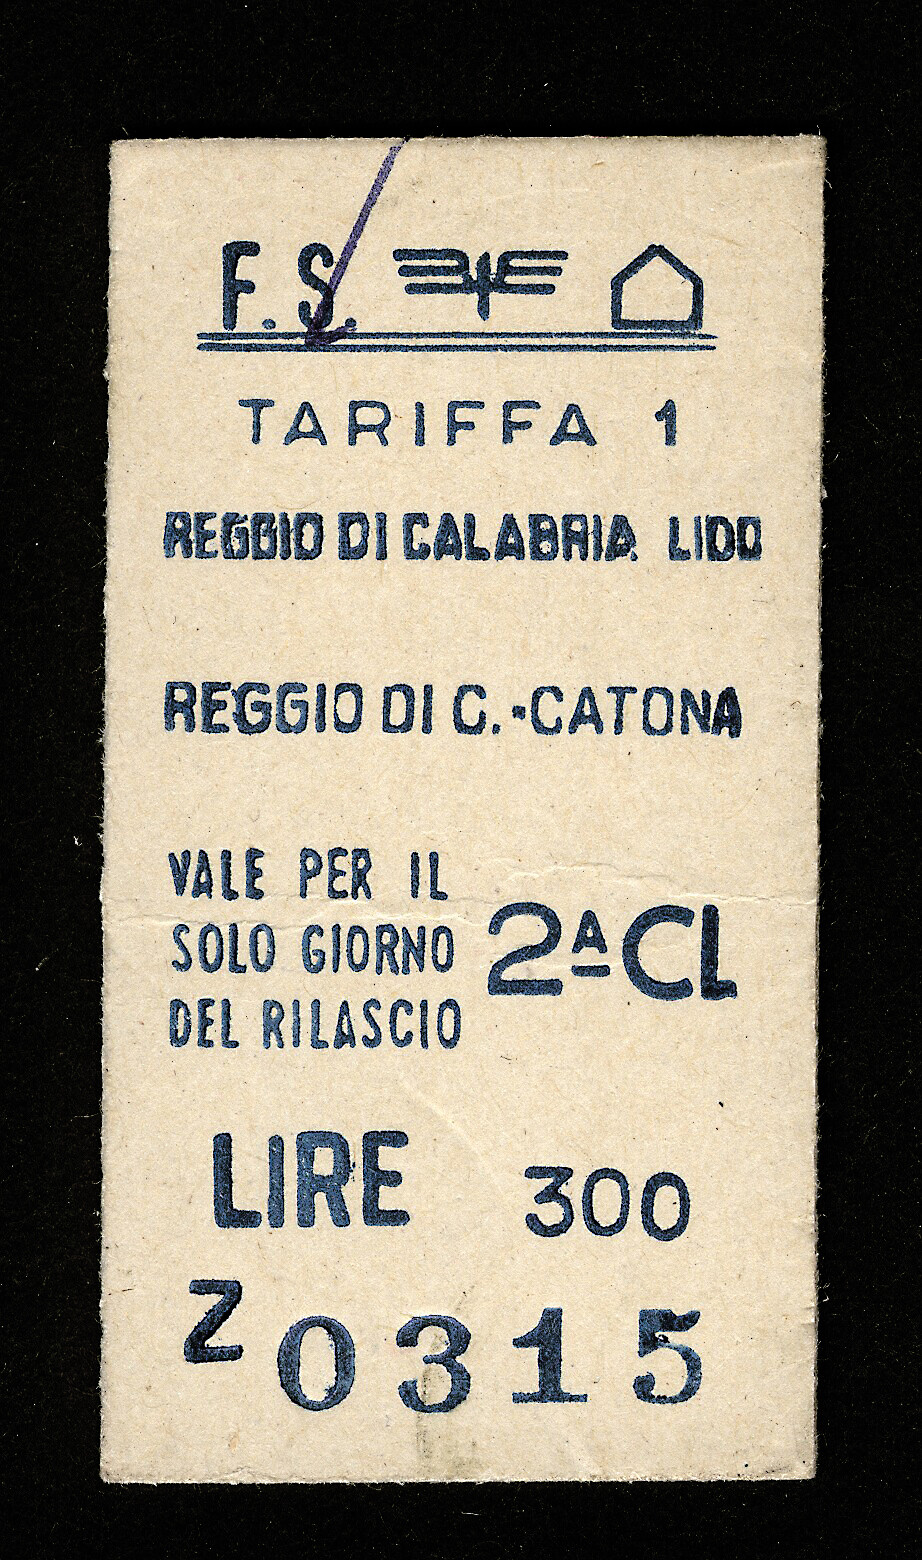 F.S.
TARIFFA 1
REGGIO DI CALABRIA LIDO
REGGIO DI C.-CATONA
VALE PER IL
SOLO GIORNO
DEL RILASCIO
2ᴬ CL
LIRE 300
Z 0315